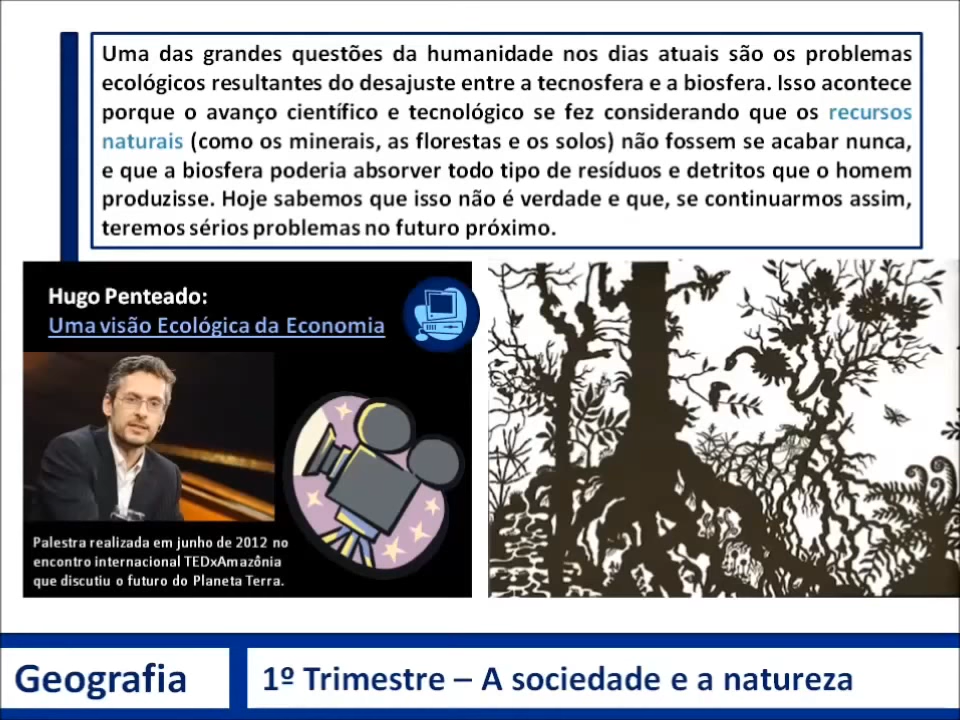 Uma das grandes questões da humanidade nos dias atuais são os problemas
ecológicos resultantes do desajuste entre a tecnosfera e a biosfera. Isso acontece
porque o avanço científico e tecnológico se fez considerando que os recursos
naturais (como os minerais, as florestas e os solos) não fossem se acabar nunca,
e que a biosfera poderia absorver todo tipo de resíduos e detritos que o homem
produzisse. Hoje sabemos que isso não é verdade e que, se continuarmos assim,
teremos sérios problemas no futuro próximo.
Hugo Penteado:
Uma visão Ecológica da Economia
Palestra realizada em junho de 2012 no
encontro internacional TEDxAmazônia
que discutiu o futuro do Planeta Terra.
Geografia
1º Trimestre – A sociedade e a natureza